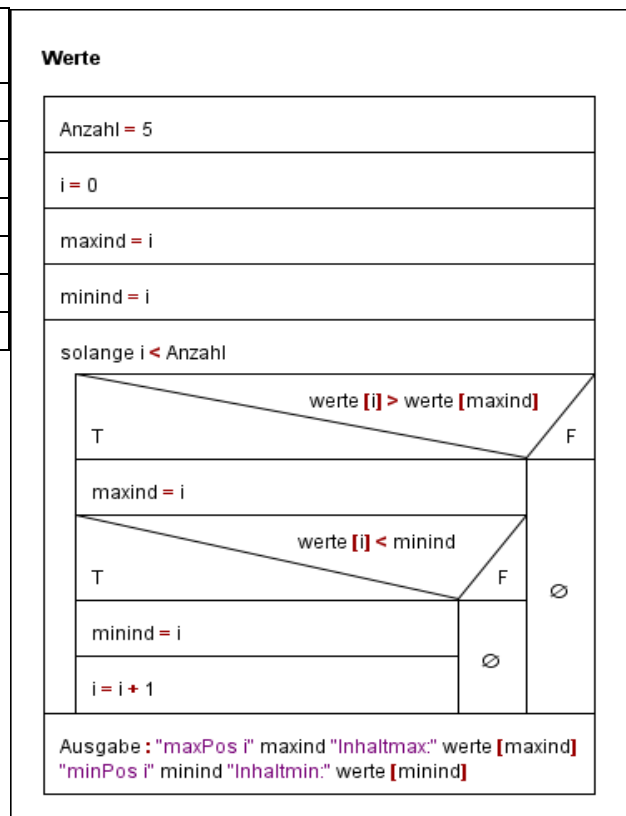 Werte
Anzahl = 5
i = 0
maxind = i
minind = i
solange i < Anzahl
werte [i] > werte [maxind]
T
F
maxind = i
werte [i] < minind
T
F
∅
minind = i
∅
i = i + 1
Ausgabe : "maxPos i" maxind "Inhaltmax:" werte [maxind]
"minPos i" minind "Inhaltmin:" werte [minind]